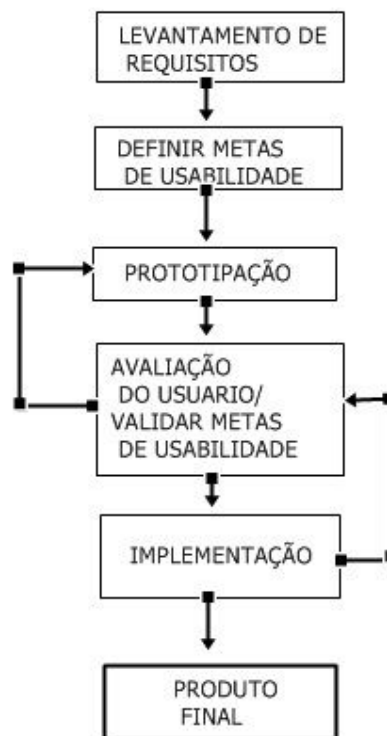 LEVANTAMENTO DE
REQUISITOS
DEFINIR METAS
DE USABILIDADE
PROTOTIPAÇÃO
AVALIAÇÃO
DO USUARIO/
VALIDAR METAS
DE USABILIDADE
IMPLEMENTAÇÃO
PRODUTO
FINAL